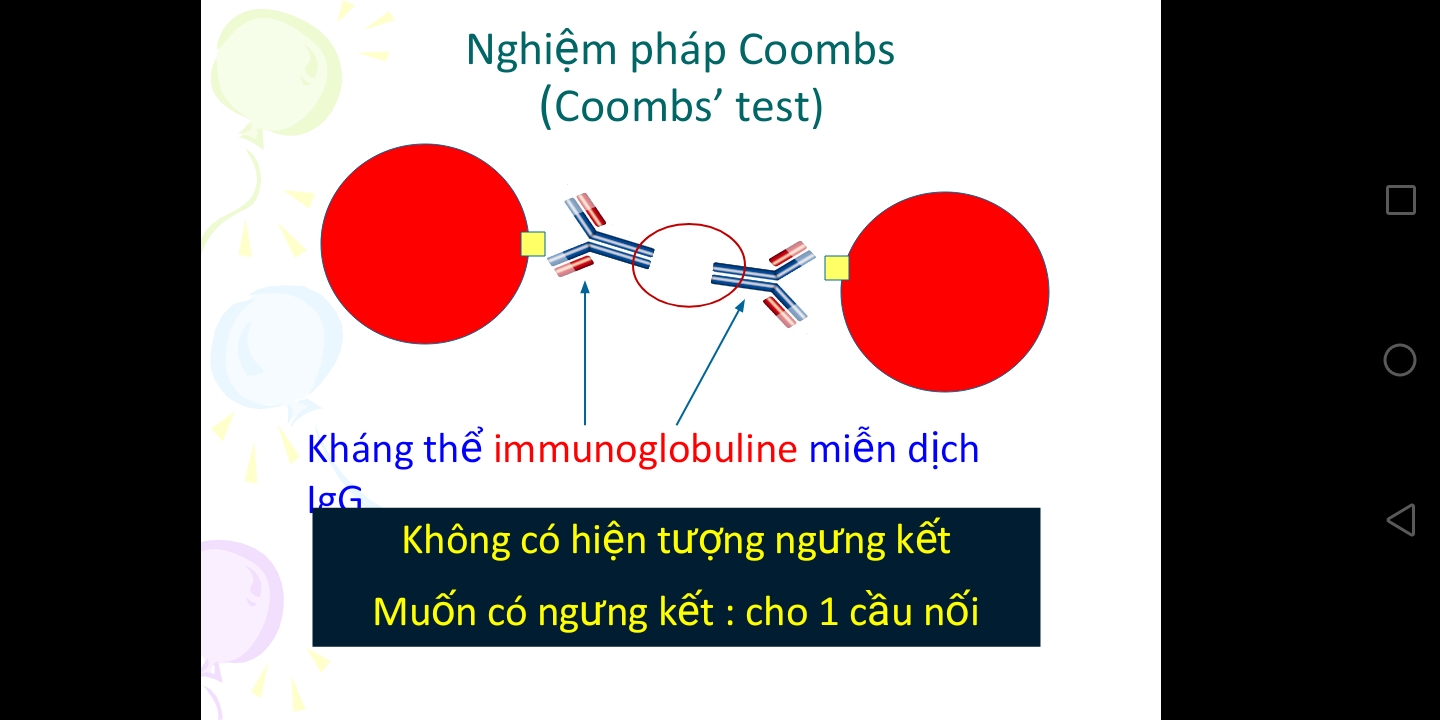 Nghiệm pháp Coombs
(Coombs’ test)
Kháng thể immunoglobuline miễn dịch
IgG
Không có hiện tượng ngưng kết
Muốn có ngưng kết : cho 1 cầu nối